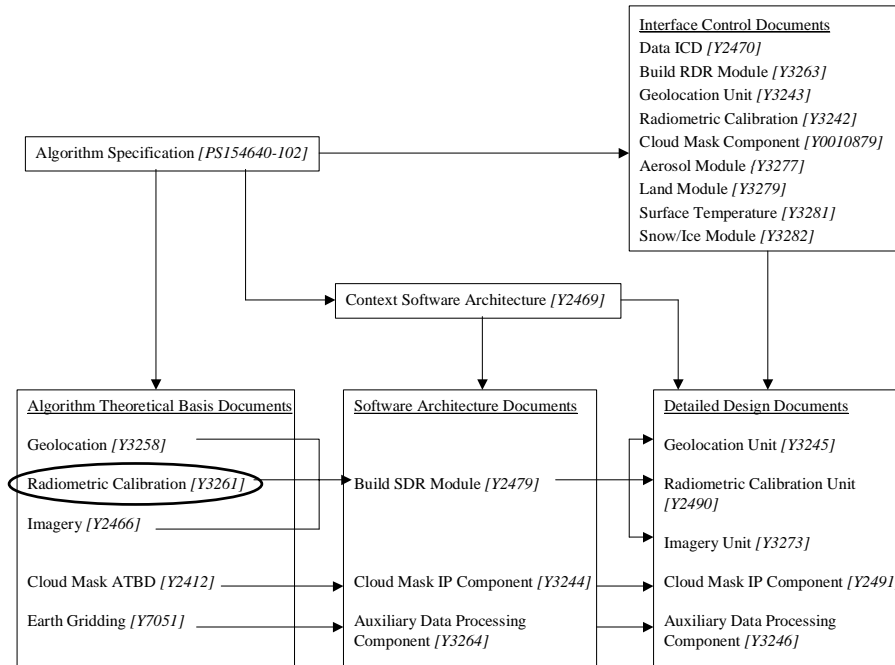 Interface Control Documents
Data ICD [Y2470]
Build RDR Module [Y3263]
Geolocation Unit [Y3243]
Radiometric Calibration [Y3242]
Cloud Mask Component [Y0010879]
Aerosol Module [Y3277]
Land Module [Y3279]
Surface Temperature [Y3281]
Snow/Ice Module [Y3282]
Algorithm Specification [PS154640-102]
Context Software Architecture [Y2469]
Algorithm Theoretical Basis Documents
Geolocation [Y3258]
Radiometric Calibration [Y3261]
Imagery [Y2466]
Cloud Mask ATBD [Y2412]
Earth Gridding [Y7051]
Software Architecture Documents
Build SDR Module [Y2479]
Cloud Mask IP Component [Y3244]
Auxiliary Data Processing
Component [Y3264]
Detailed Design Documents
Geolocation Unit [Y3245]
Radiometric Calibration Unit
[Y2490]
Imagery Unit [Y3273]
Cloud Mask IP Component [Y2491
Auxiliary Data Processing
Component [Y3246]